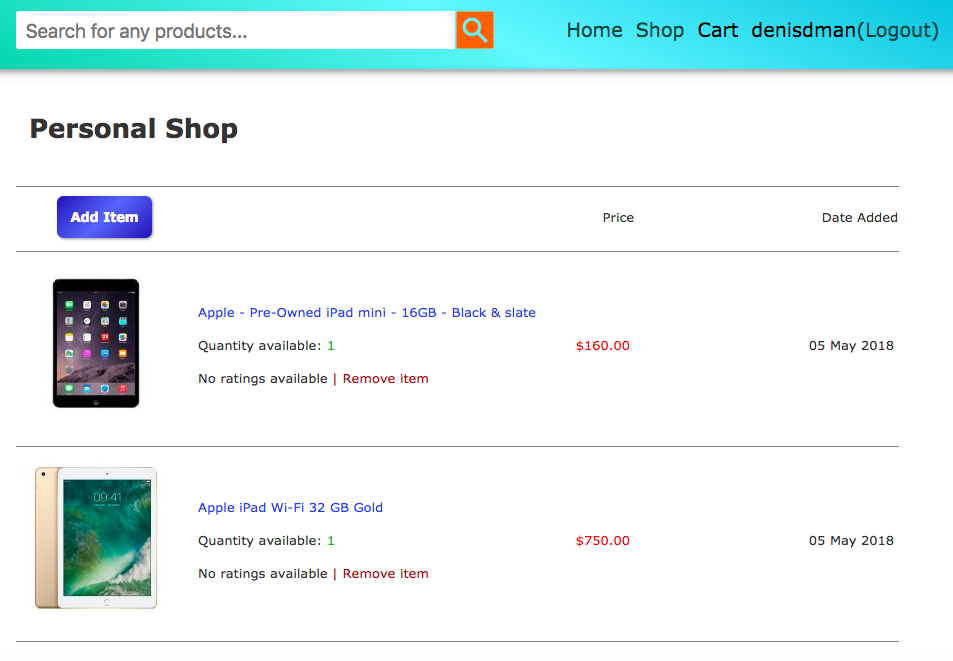 Search for any products...
Home Shop Cart denisdman(Logout)
Personal Shop
Add Item Price Date Added
Apple - Pre-Owned iPad mini - 16GB - Black & slate
Quantity available: 1 $160.00 05 May 2018
No ratings available | Remove item
09:41
Apple iPad Wi-Fi 32 GB Gold
Quantity available: 1 $750.00 05 May 2018
No ratings available | Remove item